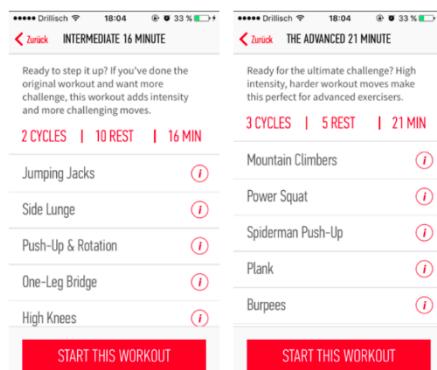 Drillisch 18:04 33 %
Zurück INTERMEDIATE 16 MINUTE
Ready to step it up? If you've done the
original workout and want more
challenge, this workout adds intensity
and more challenging moves.
2 CYCLES | 10 REST | 16 MIN
Jumping Jacks
Side Lunge
Push-Up & Rotation
One-Leg Bridge
High Knees
START THIS WORKOUT
Drillisch 18:04 33 %
Zurück THE ADVANCED 21 MINUTE
Ready for the ultimate challenge? High
intensity, harder workout moves make
this perfect for advanced exercisers.
3 CYCLES | 5 REST | 21 MIN
Mountain Climbers
Power Squat
Spiderman Push-Up
Plank
Burpees
START THIS WORKOUT